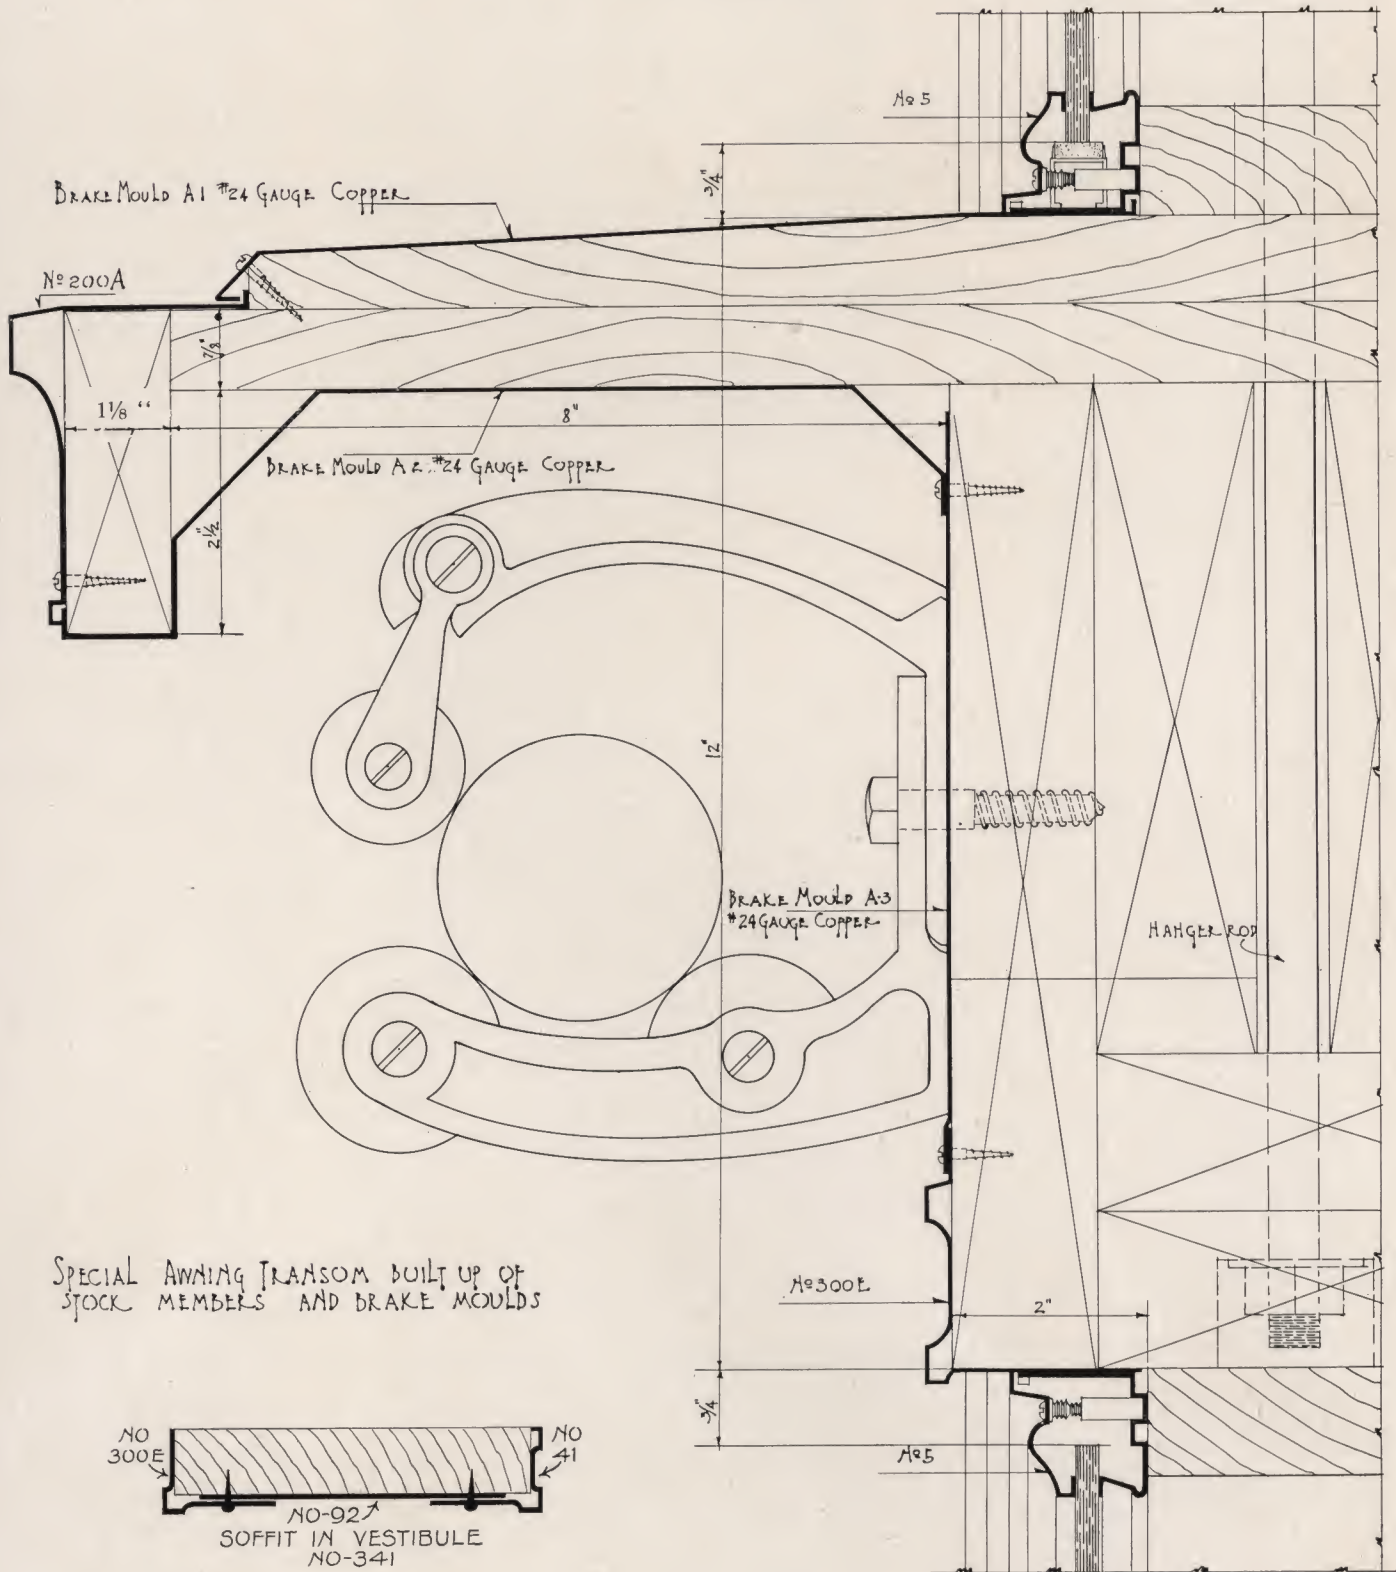 Nº 5
3/4"
BRAKE MOULD A1 #24 GAUGE COPPER
Nº 200A
7/8"
1 1/8 "
8"
BRAKE MOULD A 2 #24 GAUGE COPPER
2 1/2"
12"
BRAKE MOULD A-3
#24 GAUGE COPPER
HANGER ROD
SPECIAL AWNING TRANSOM BUILT UP OF
STOCK MEMBERS AND BRAKE MOULDS
Nº 300E
2"
3/4"
Nº 5
NO
300E
NO
41
NO-92
SOFFIT IN VESTIBULE
NO-341